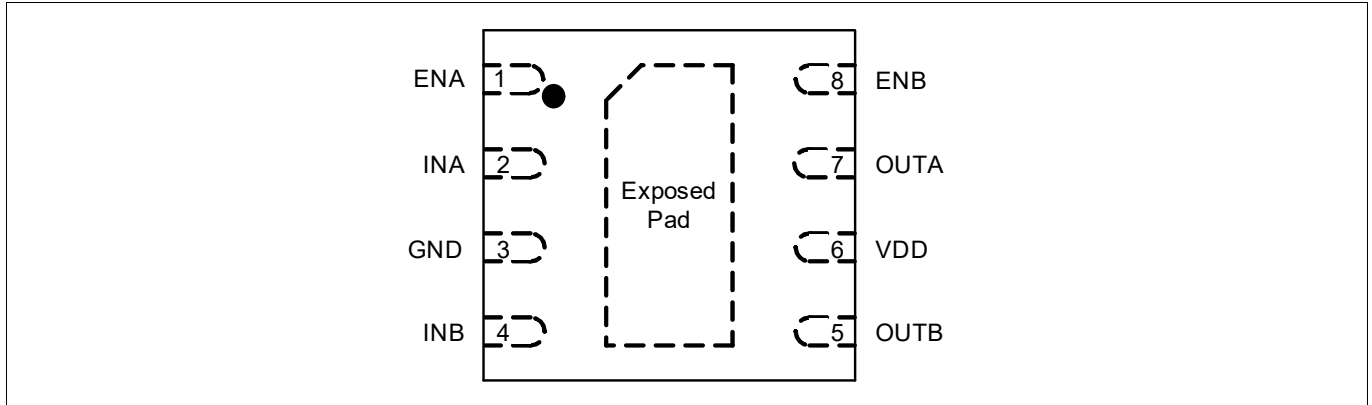 ENA 1 8 ENB
INA 2 7 OUTA
Exposed
Pad
GND 3 6 VDD
INB 4 5 OUTB